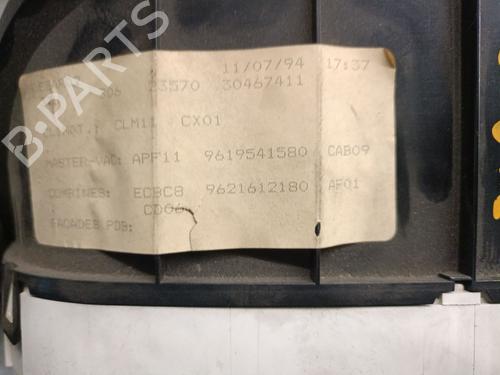 B-PARTS
11/07/94 17:37
306 23570 30467411
CLM11 CX01
MASTER-VAC: APF11 9619541580 CAB09
COMBINES: ECBC8 9621612180 AF01
CD06
FACADES PDB: